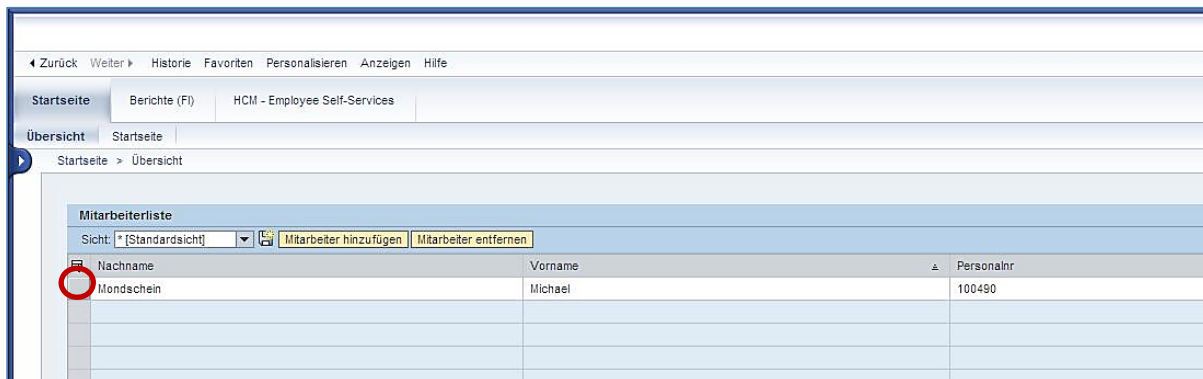 Zurück Weiter Historie Favoriten Personalisieren Anzeigen Hilfe
Startseite Berichte (FI) HCM - Employee Self-Services
Übersicht Startseite
Startseite > Übersicht
Mitarbeiterliste
Sicht: * [Standardsicht] Mitarbeiter hinzufügen Mitarbeiter entfernen
Nachname Vorname Personalnr
Mondschein Michael 100490